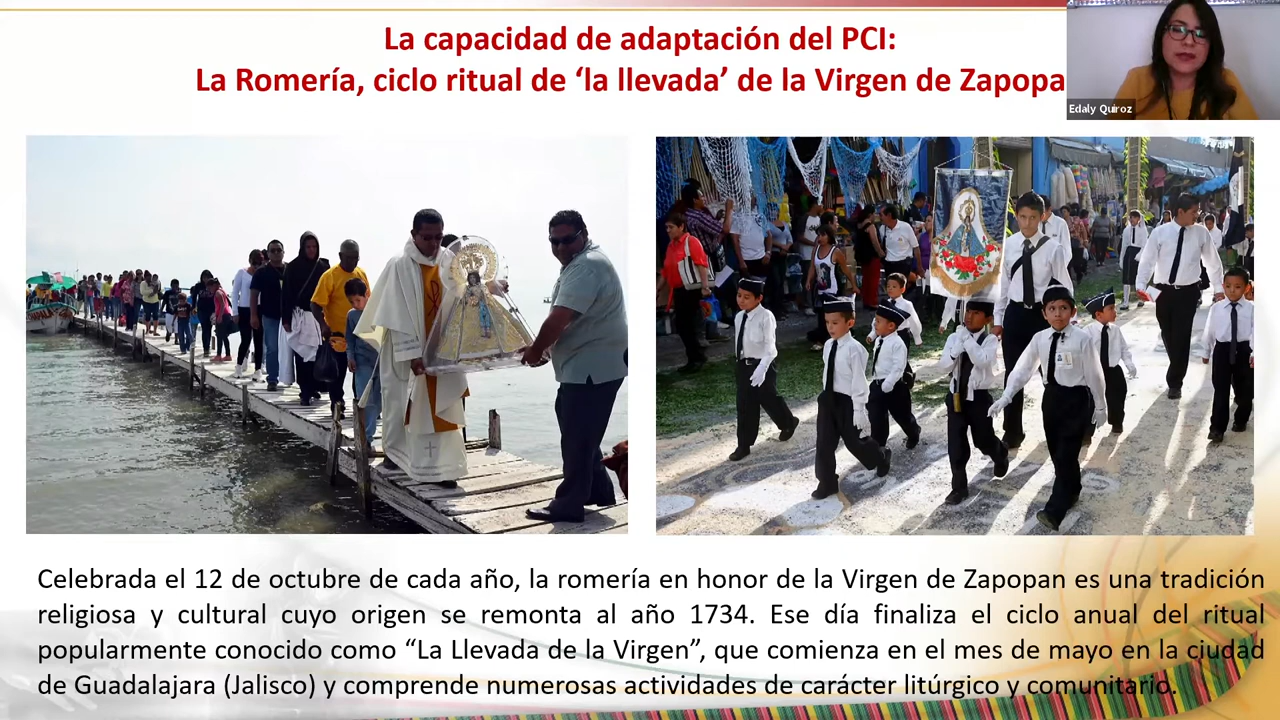 La capacidad de adaptación del PCI:
La Romería, ciclo ritual de ‘la llevada’ de la Virgen de Zapopa
Edaly Quiroz
Celebrada el 12 de octubre de cada año, la romería en honor de la Virgen de Zapopan es una tradición
religiosa y cultural cuyo origen se remonta al año 1734. Ese día finaliza el ciclo anual del ritual
popularmente conocido como “La Llevada de la Virgen”, que comienza en el mes de mayo en la ciudad
de Guadalajara (Jalisco) y comprende numerosas actividades de carácter litúrgico y comunitario.